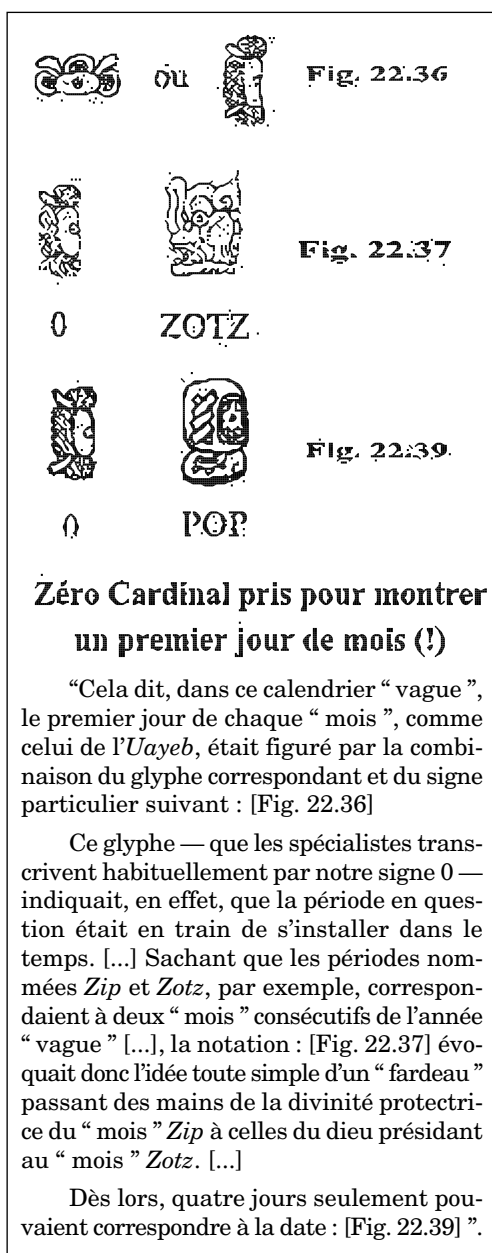 ou Fig. 22.36
Fig. 22.37
0 ZOTZ
Fig. 22.39
0 POP
Zéro Cardinal pris pour montrer
un premier jour de mois (!)
“Cela dit, dans ce calendrier “ vague ”,
le premier jour de chaque “ mois ”, comme
celui de l’Uayeb, était figuré par la combi-
naison du glyphe correspondant et du signe
particulier suivant : [Fig. 22.36]
Ce glyphe — que les spécialistes trans-
crivent habituellement par notre signe 0 —
indiquait, en effet, que la période en ques-
tion était en train de s’installer dans le
temps. [...] Sachant que les périodes nom-
mées Zip et Zotz, par exemple, correspon-
daient à deux “ mois ” consécutifs de l’année
“ vague ” [...], la notation : [Fig. 22.37] évo-
quait donc l’idée toute simple d’un “ fardeau ”
passant des mains de la divinité protectri-
ce du “ mois ” Zip à celles du dieu présidant
au “ mois ” Zotz. [...]
Dès lors, quatre jours seulement pou-
vaient correspondre à la date : [Fig. 22.39] ”.